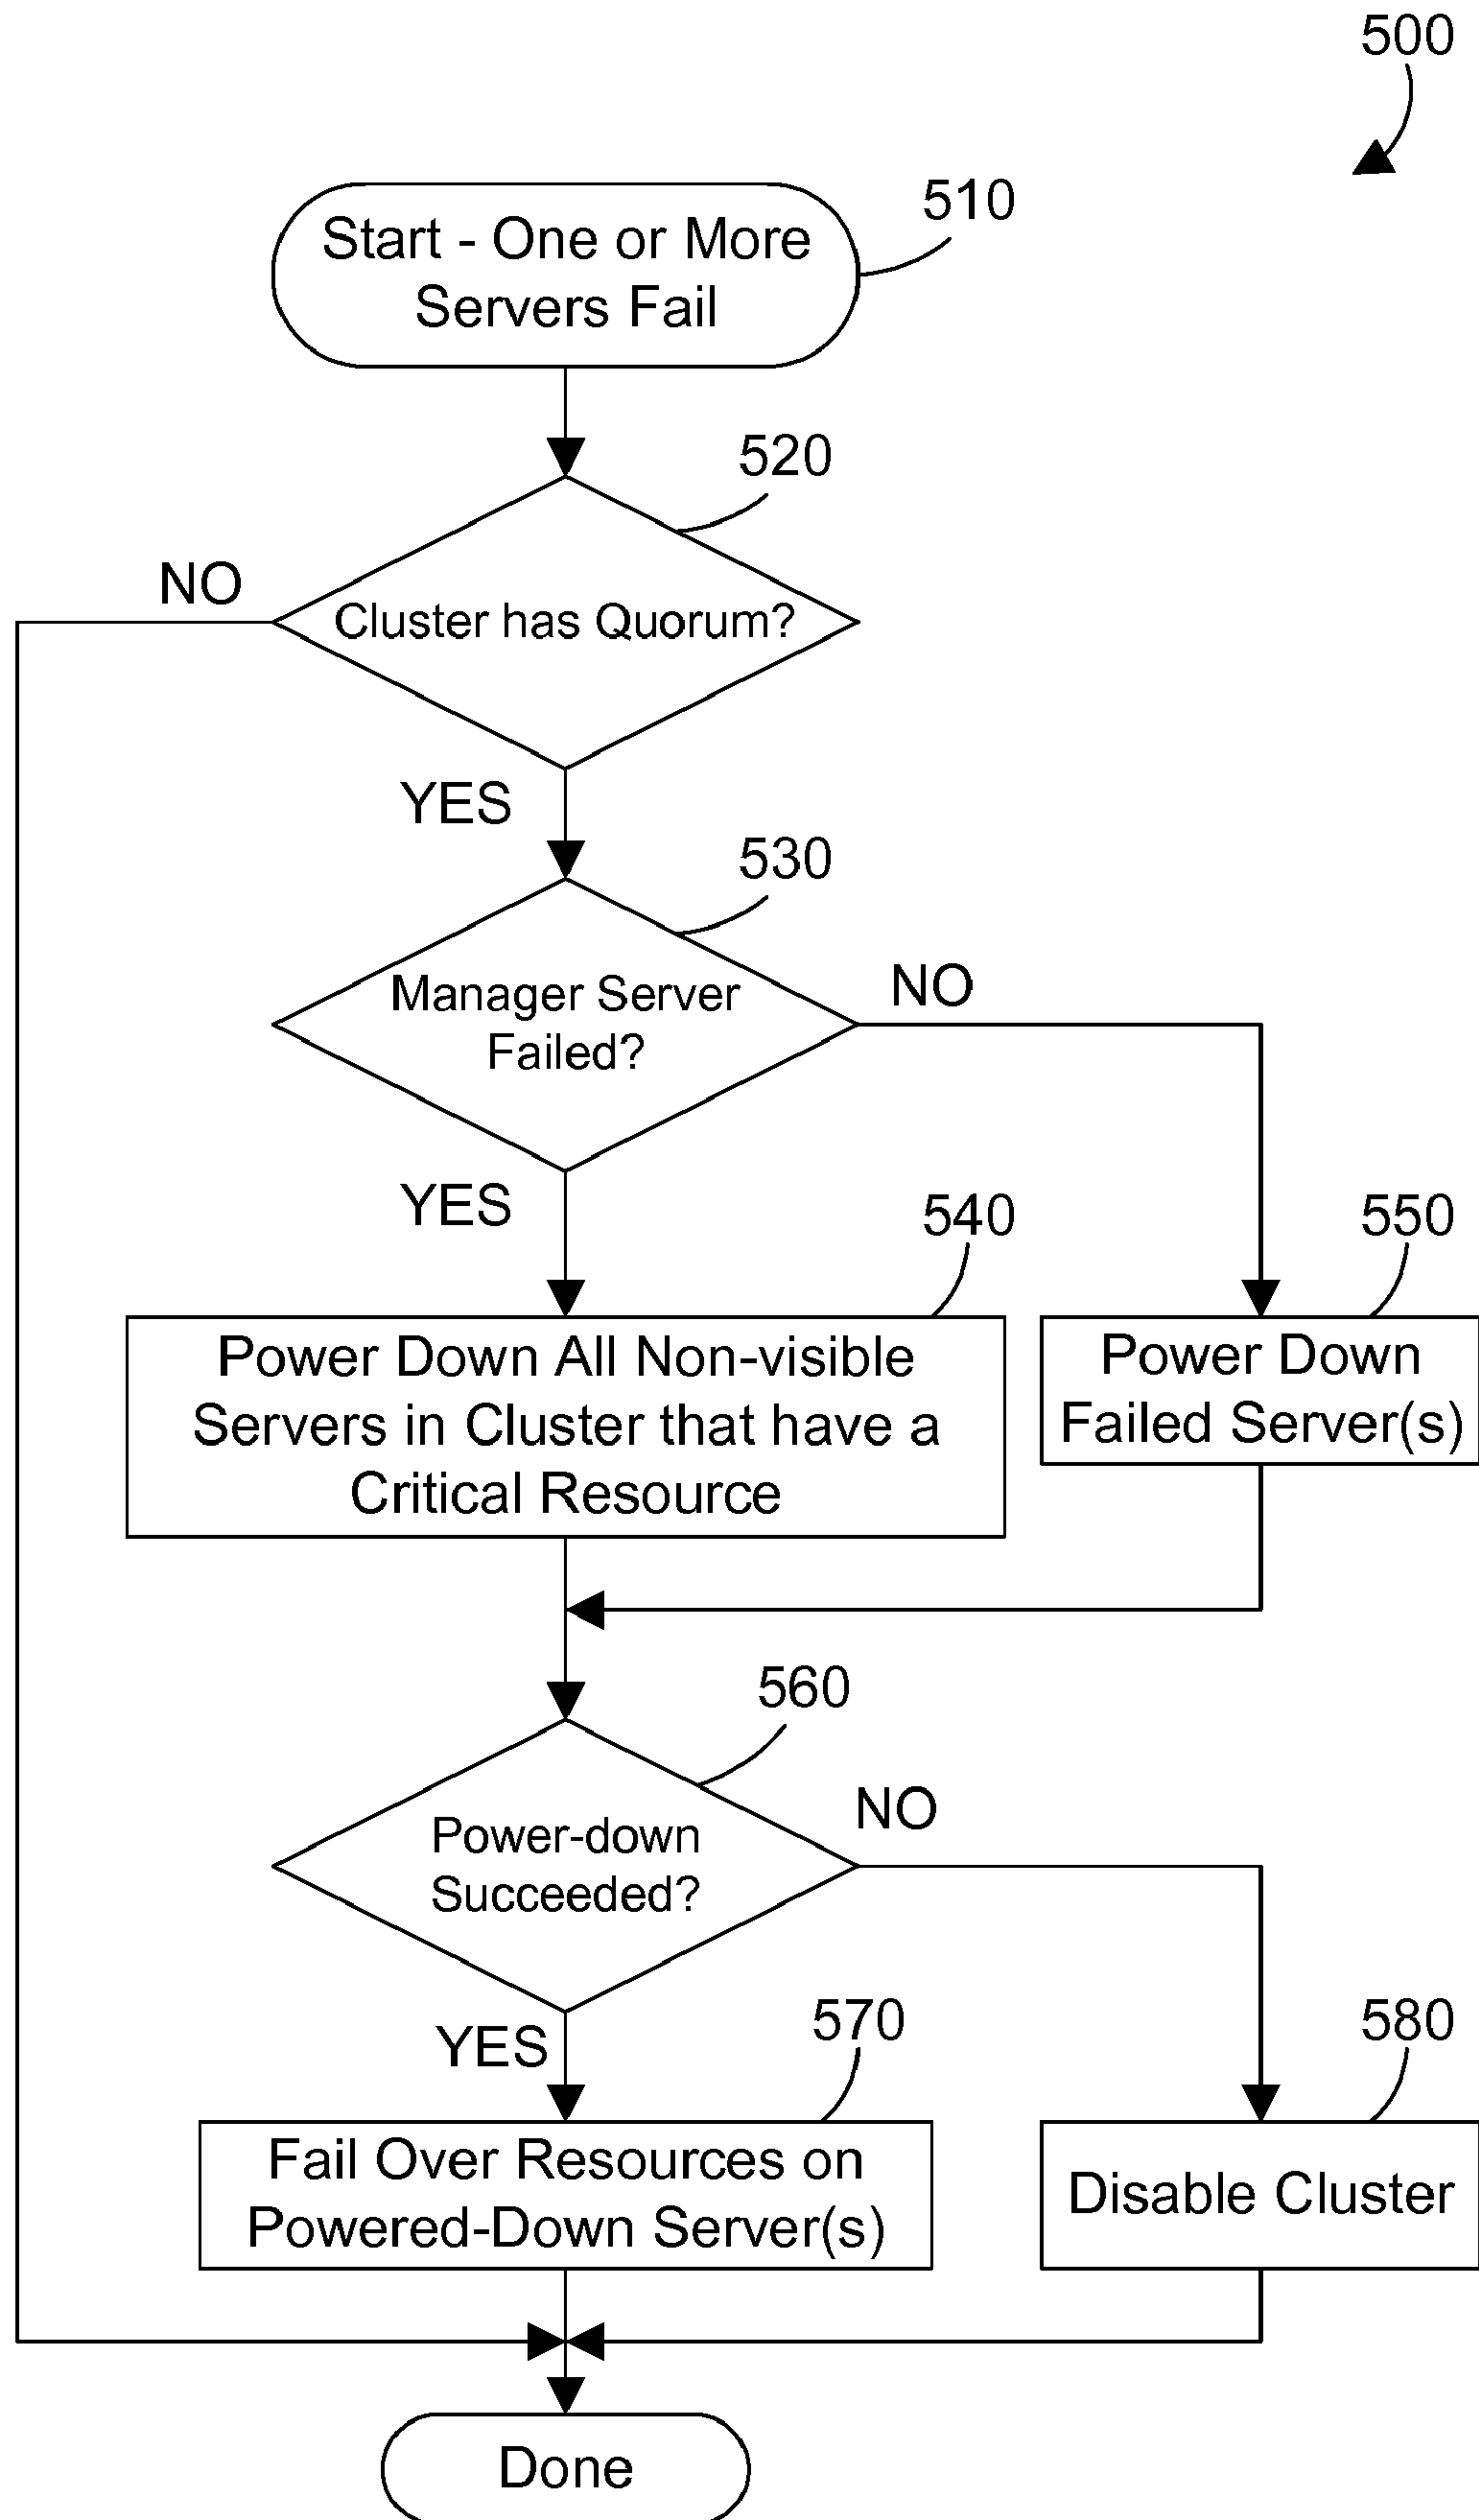 500
510
Start - One or More
Servers Fail
520
NO
Cluster has Quorum?
YES
530
Manager Server
Failed?
NO
YES
540
550
Power Down All Non-visible
Servers in Cluster that have a
Critical Resource
Power Down
Failed Server(s)
560
Power-down
Succeeded?
NO
YES
570
580
Fail Over Resources on
Powered-Down Server(s)
Disable Cluster
Done